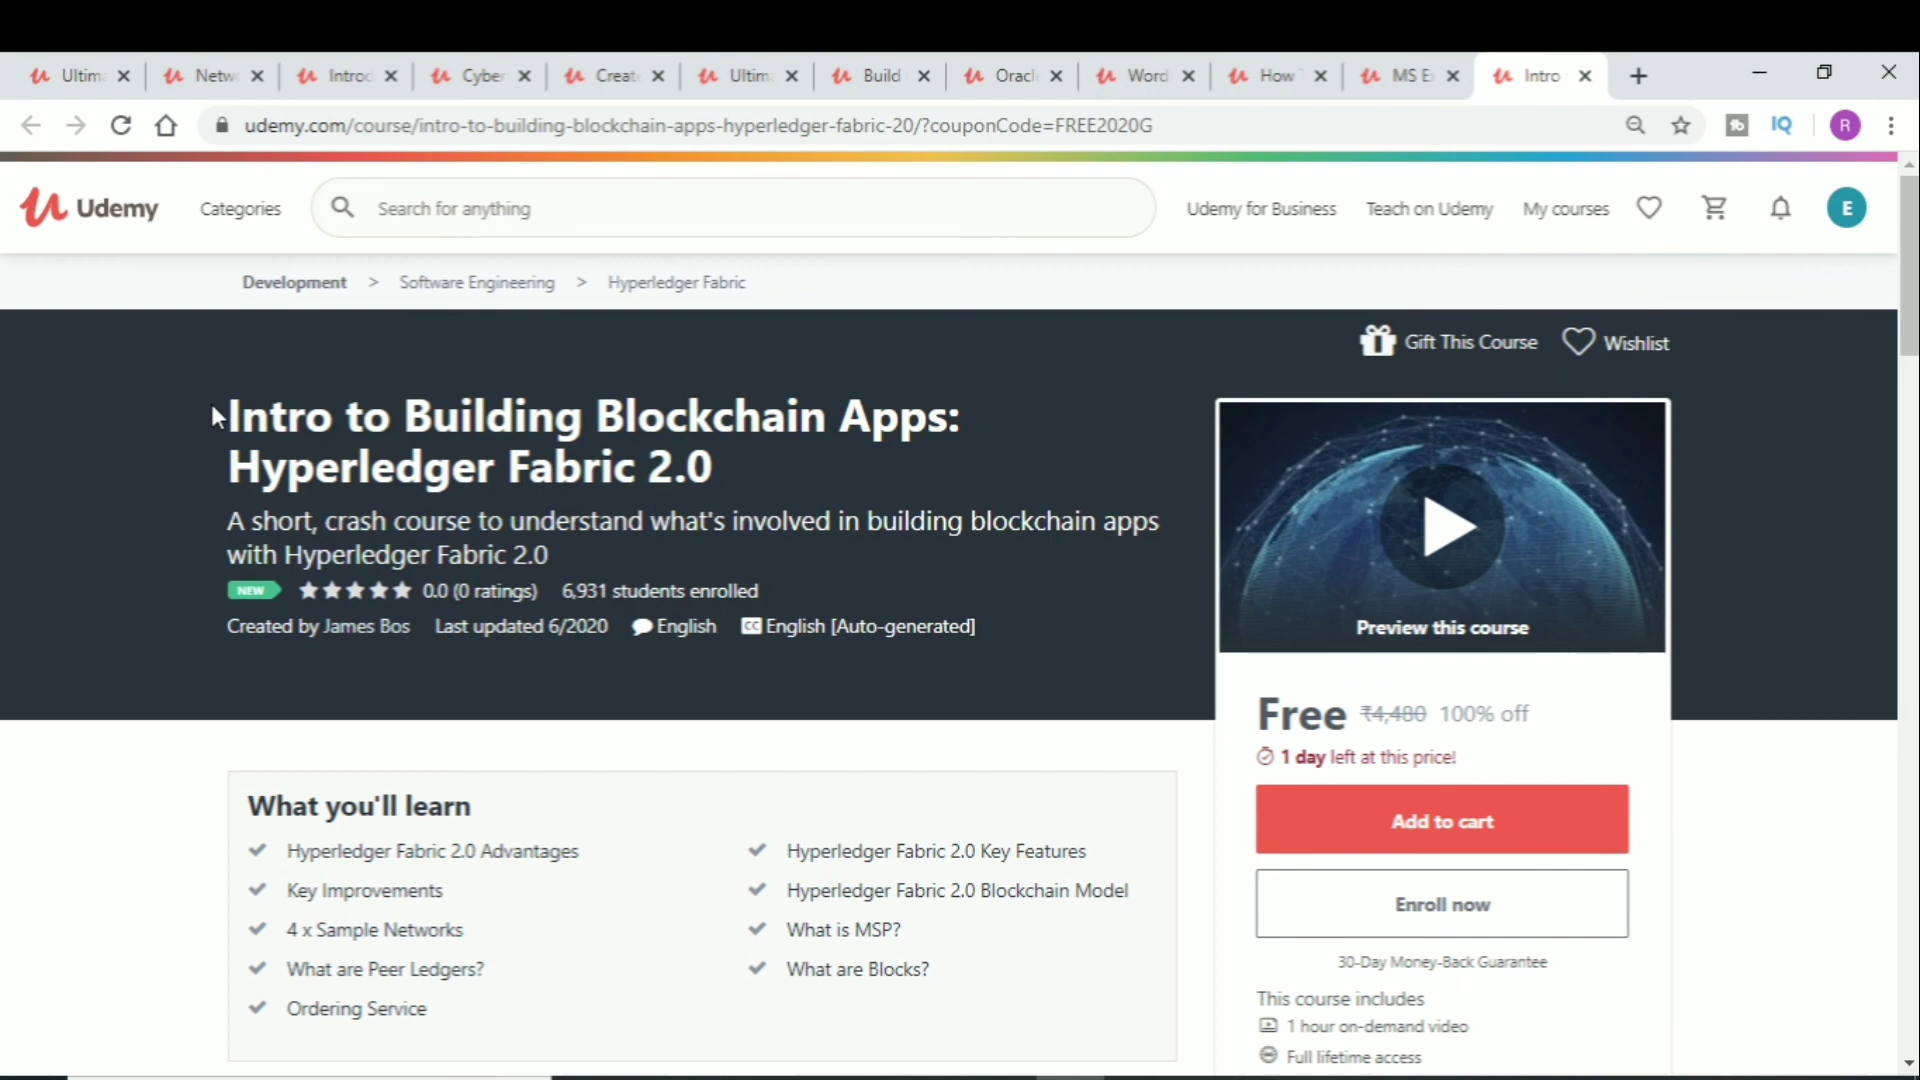 Ultim
Netw
Introd
Cyber
Creat
Ultim
Build
Oracl
Word
How
MS E
Intro
udemy.com/course/intro-to-building-blockchain-apps-hyperledger-fabric-20/?couponCode=FREE2020G
IQ
R
Udemy
Categories
Search for anything
Udemy for Business
Teach on Udemy
My courses
E
Development > Software Engineering > Hyperledger Fabric
Gift This Course
Wishlist
Intro to Building Blockchain Apps:
Hyperledger Fabric 2.0
A short, crash course to understand what's involved in building blockchain apps
with Hyperledger Fabric 2.0
NEW 0.0 (0 ratings) 6,931 students enrolled
Created by James Bos Last updated 6/2020 English CC English [Auto-generated]
Preview this course
Free ₹4,480 100% off
1 day left at this price!
Add to cart
Enroll now
30-Day Money-Back Guarantee
This course includes
1 hour on-demand video
Full lifetime access
What you'll learn
Hyperledger Fabric 2.0 Advantages
Key Improvements
4 x Sample Networks
What are Peer Ledgers?
Ordering Service
Hyperledger Fabric 2.0 Key Features
Hyperledger Fabric 2.0 Blockchain Model
What is MSP?
What are Blocks?